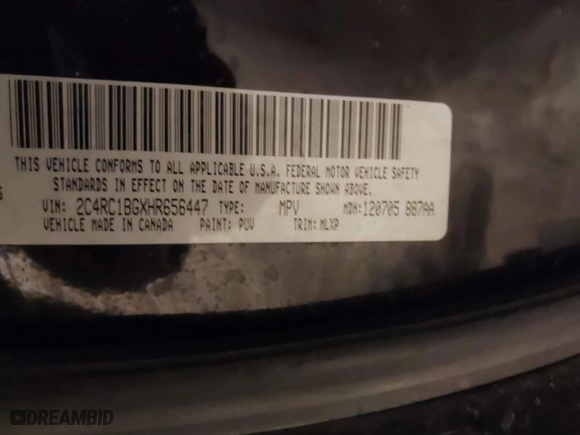 THIS VEHICLE CONFORMS TO ALL APPLICABLE U.S.A. FEDERAL MOTOR VEHICLE SAFETY
STANDARDS IN EFFECT ON THE DATE OF MANUFACTURE SHOWN ABOVE.
VIN: 2C4RC1BGXHR656447 TYPE: MPV MDH: 120705 887AA
VEHICLE MADE IN CANADA PAINT: PUV TRIM: MLXP
DREAMBID